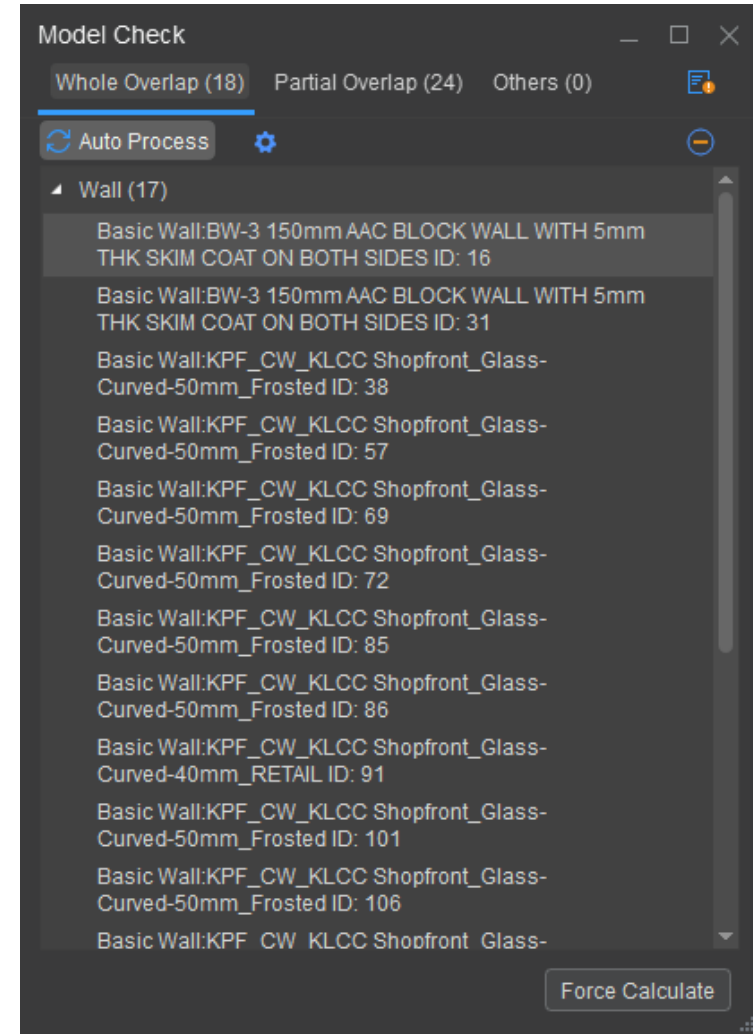 Model Check
Whole Overlap (18) Partial Overlap (24) Others (0)
Auto Process
Wall (17)
Basic Wall:BW-3 150mm AAC BLOCK WALL WITH 5mm
THK SKIM COAT ON BOTH SIDES ID: 16
Basic Wall:BW-3 150mm AAC BLOCK WALL WITH 5mm
THK SKIM COAT ON BOTH SIDES ID: 31
Basic Wall:KPF_CW_KLCC Shopfront_Glass-
Curved-50mm_Frosted ID: 38
Basic Wall:KPF_CW_KLCC Shopfront_Glass-
Curved-50mm_Frosted ID: 57
Basic Wall:KPF_CW_KLCC Shopfront_Glass-
Curved-50mm_Frosted ID: 69
Basic Wall:KPF_CW_KLCC Shopfront_Glass-
Curved-50mm_Frosted ID: 72
Basic Wall:KPF_CW_KLCC Shopfront_Glass-
Curved-50mm_Frosted ID: 85
Basic Wall:KPF_CW_KLCC Shopfront_Glass-
Curved-50mm_Frosted ID: 86
Basic Wall:KPF_CW_KLCC Shopfront_Glass-
Curved-40mm_RETAIL ID: 91
Basic Wall:KPF_CW_KLCC Shopfront_Glass-
Curved-50mm_Frosted ID: 101
Basic Wall:KPF_CW_KLCC Shopfront_Glass-
Curved-50mm_Frosted ID: 106
Basic Wall:KPF_CW_KLCC Shopfront_Glass-
Force Calculate